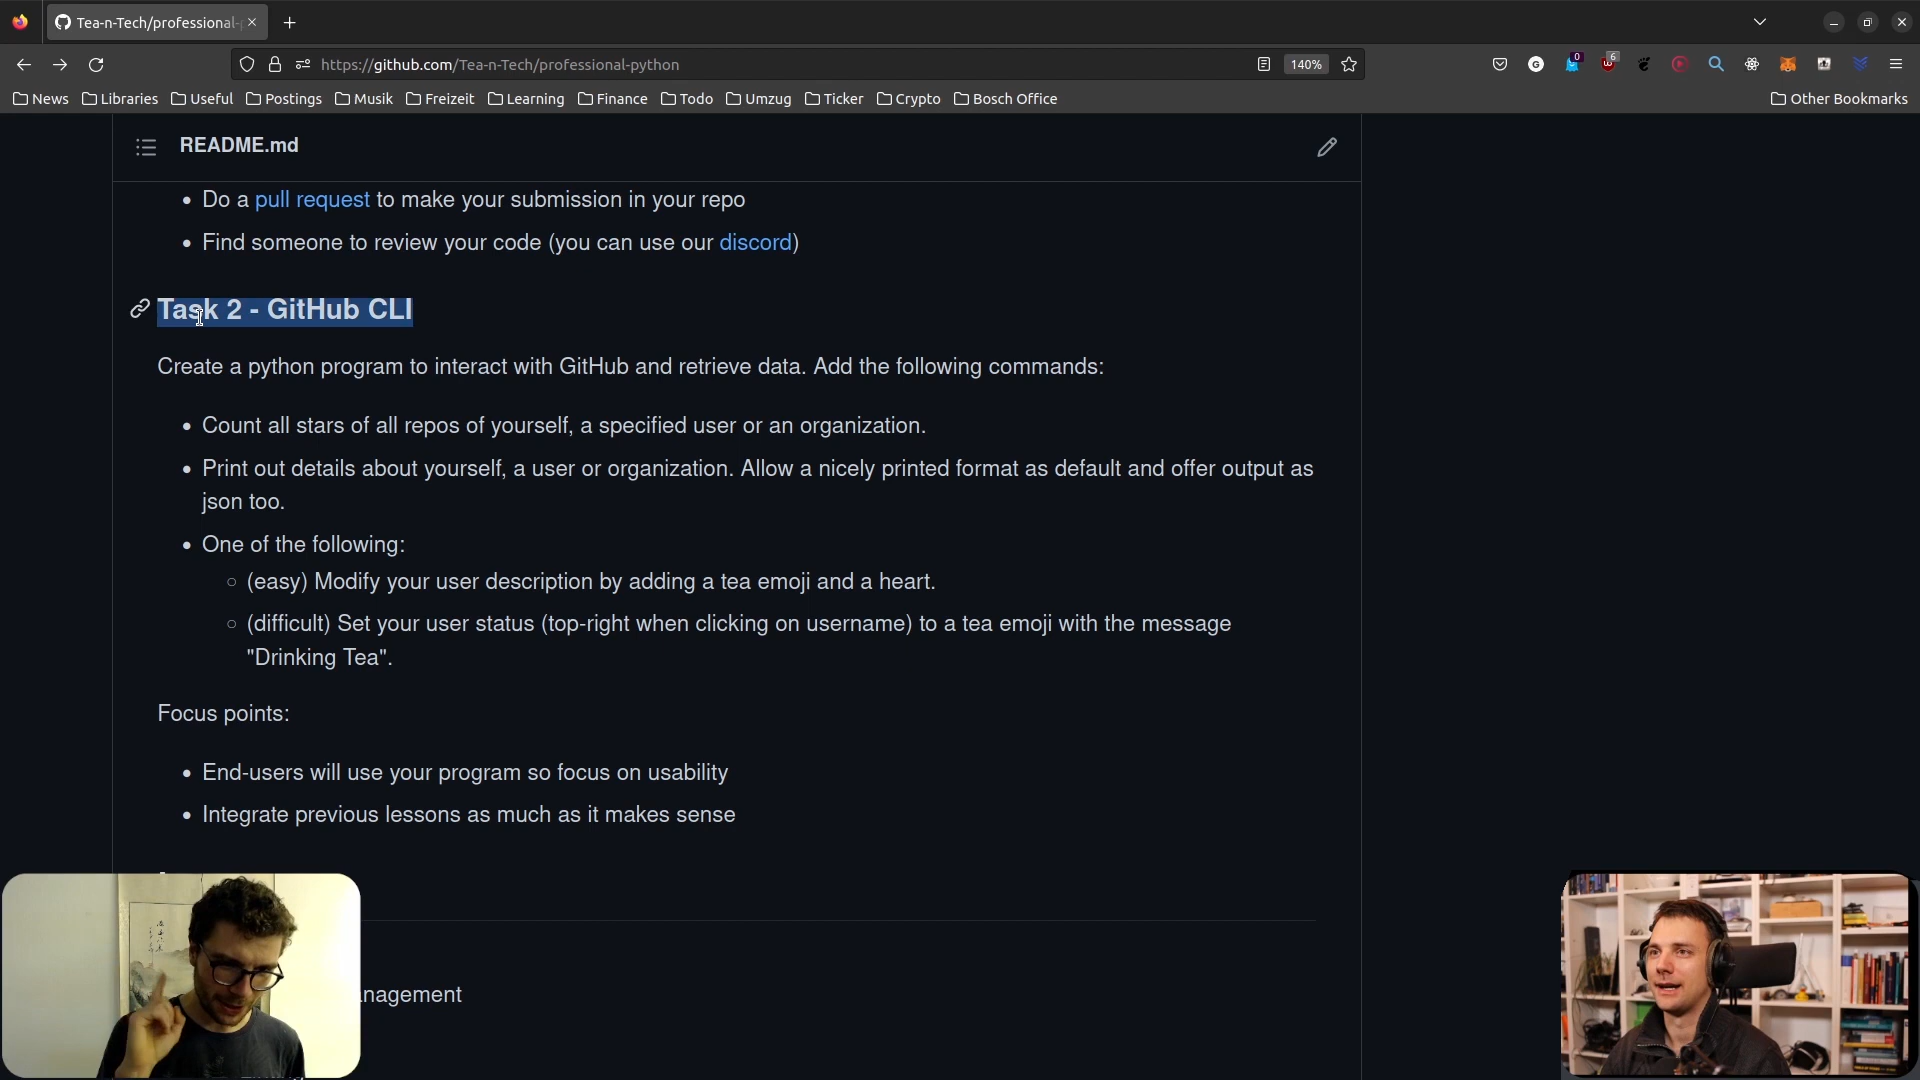 Tea-n-Tech/professional-
https://github.com/Tea-n-Tech/professional-python
140%
0
6
News Libraries Useful Postings Musik Freizeit Learning Finance Todo Umzug Ticker Crypto Bosch Office Other Bookmarks
README.md
Do a pull request to make your submission in your repo
Find someone to review your code (you can use our discord)
Task 2 - GitHub CLI
Create a python program to interact with GitHub and retrieve data. Add the following commands:
Count all stars of all repos of yourself, a specified user or an organization.
Print out details about yourself, a user or organization. Allow a nicely printed format as default and offer output as
json too.
One of the following:
(easy) Modify your user description by adding a tea emoji and a heart.
(difficult) Set your user status (top-right when clicking on username) to a tea emoji with the message
"Drinking Tea".
Focus points:
End-users will use your program so focus on usability
Integrate previous lessons as much as it makes sense
nagement